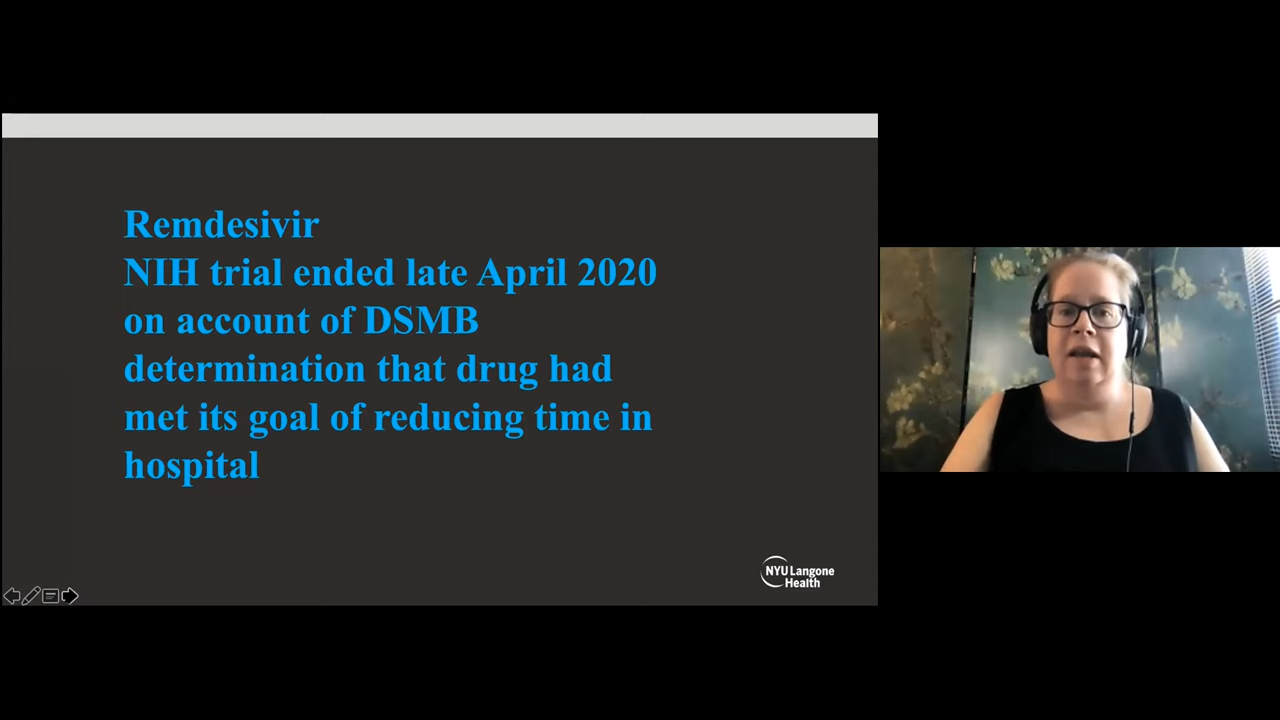 Remdesivir
NIH trial ended late April 2020
on account of DSMB
determination that drug had
met its goal of reducing time in
hospital
NYU Langone
Health